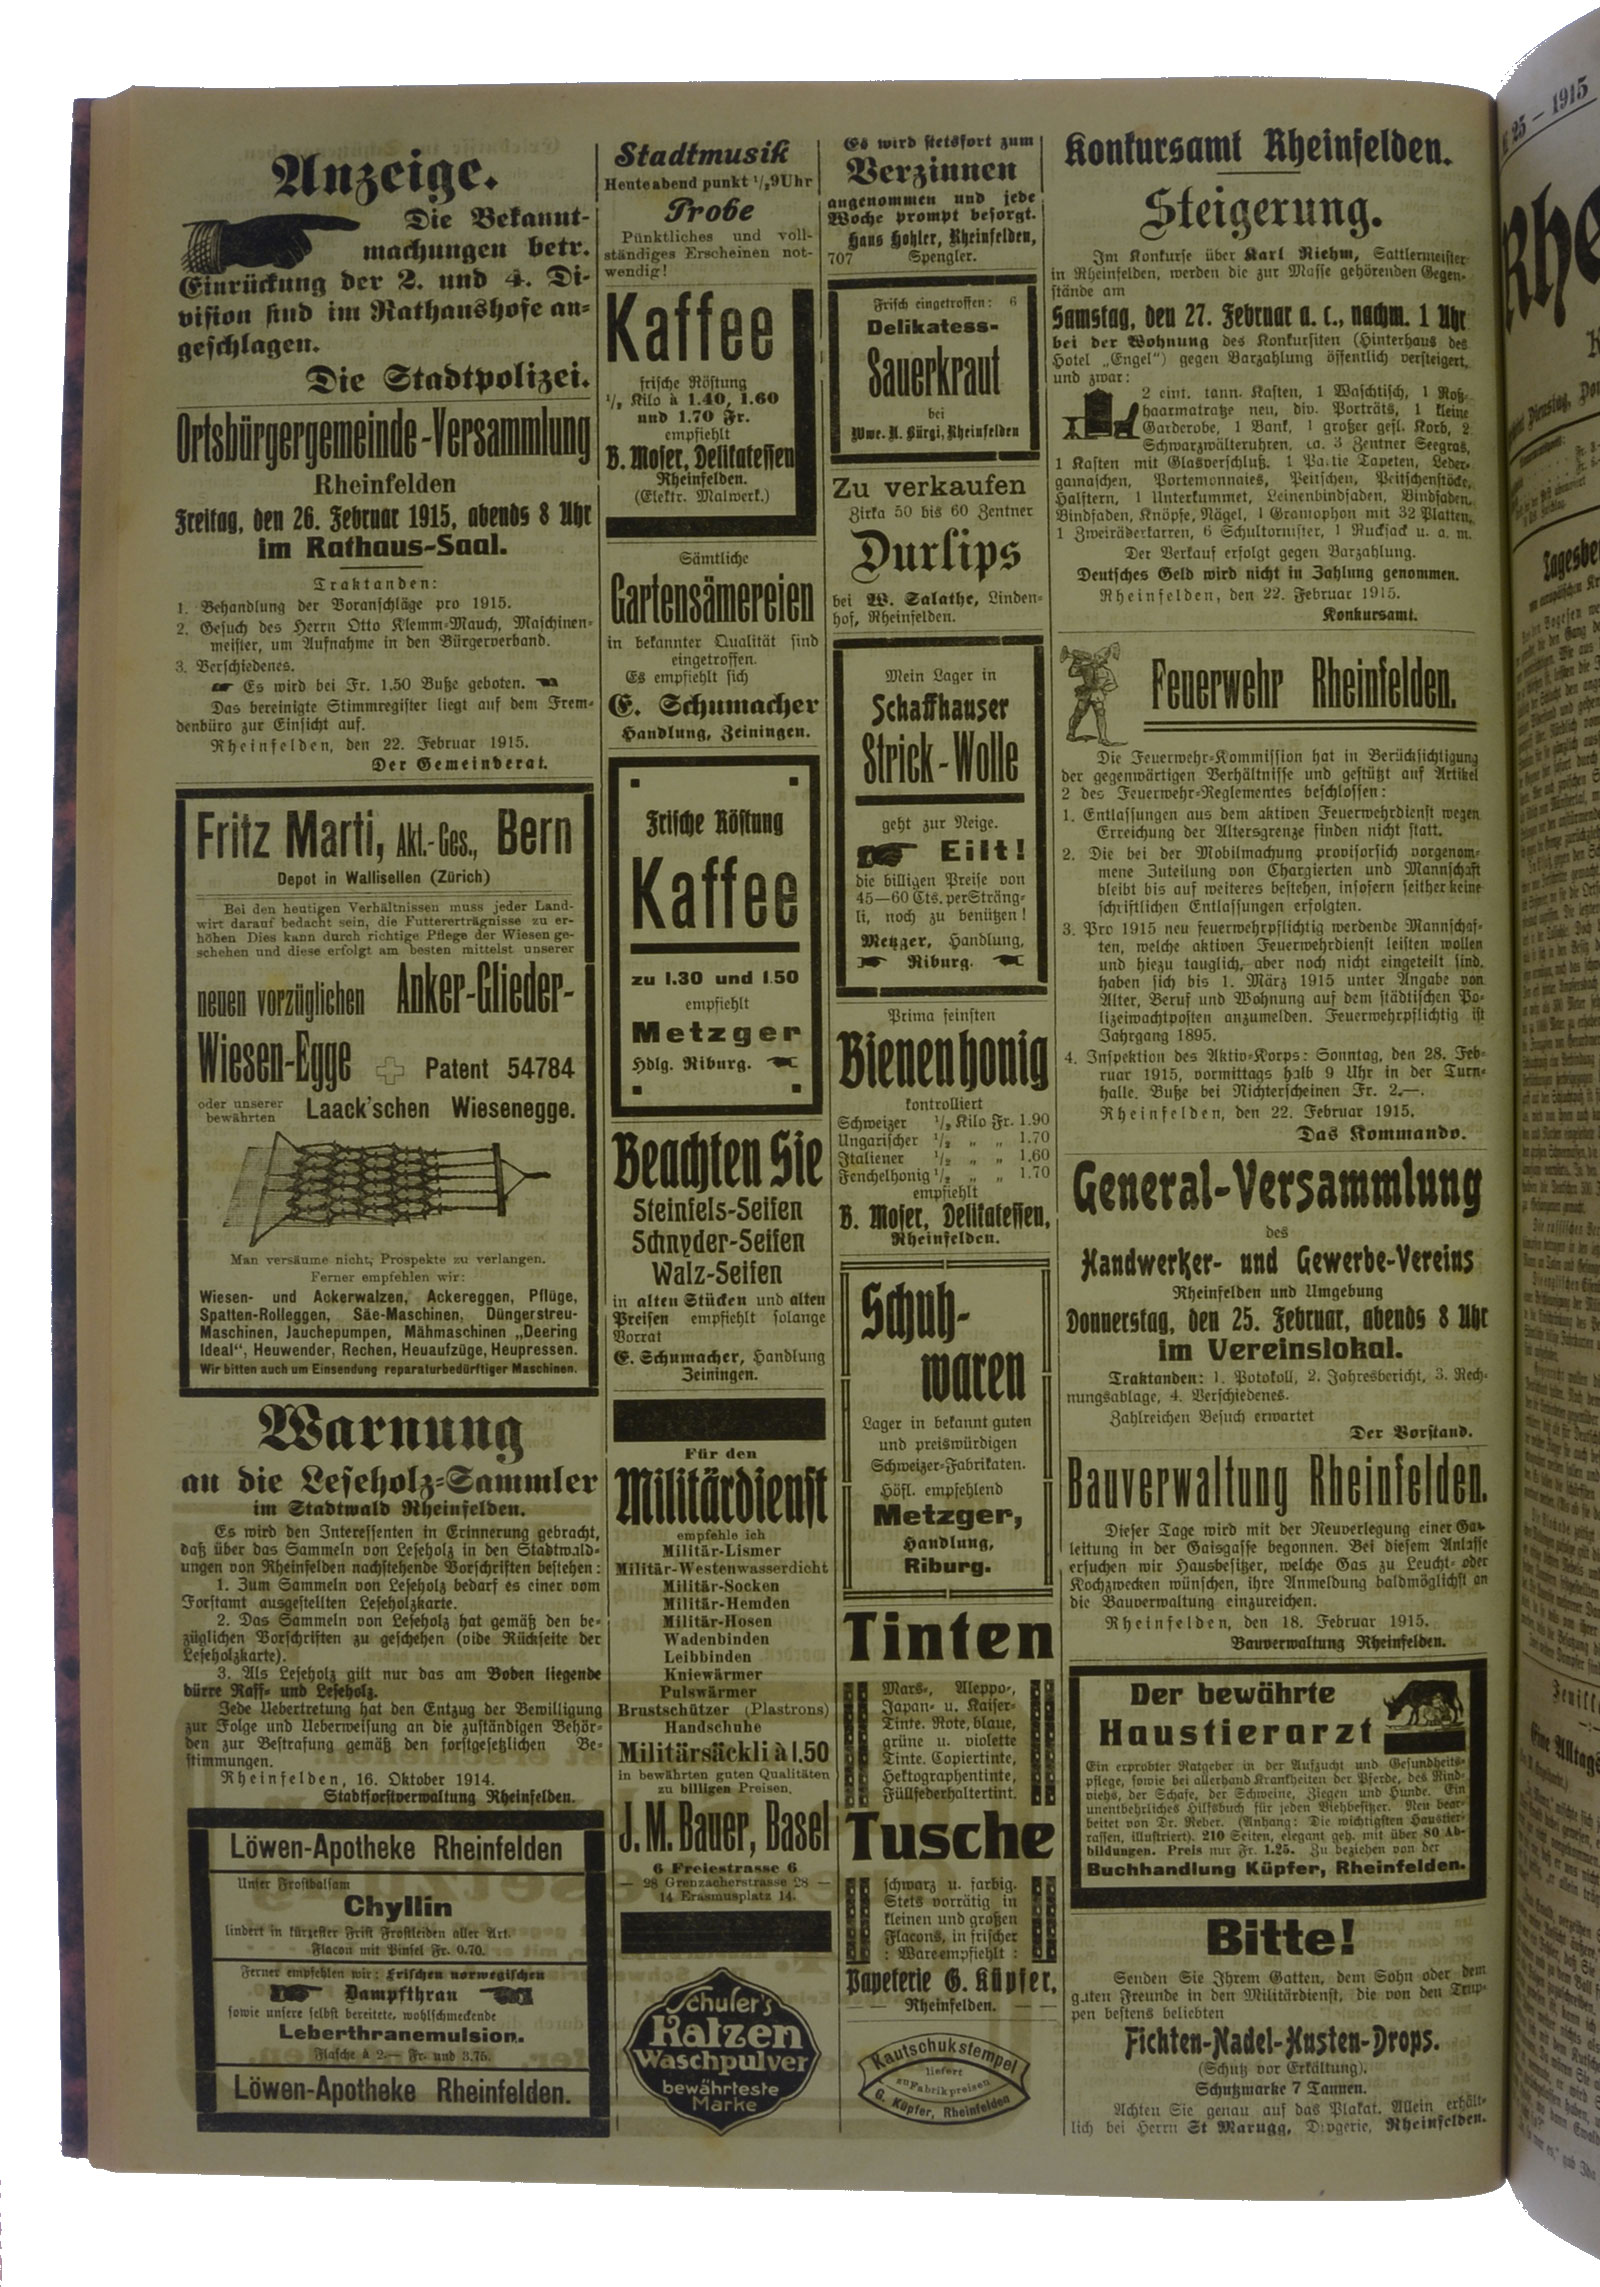 Anzeige.
Die Bekannt-
machungen betr.
Einrückung der 2. und 4. Di-
vision sind im Rathaushofe an-
geschlagen.
Die Stadtpolizei.
Ortsbürgergemeinde-Versammlung
Rheinfelden
Freitag, den 26. Februar 1915, abends 8 Uhr
im Rathaus-Saal.
Traktanden:
1. Behandlung der Voranschläge pro 1915.
2. Gesuch des Herrn Otto Klemm-Mauch, Maschinen-
meister, um Aufnahme in den Bürgerverband.
3. Verschiedenes.
Es wird bei Fr. 1.50 Buße geboten.
Das bereinigte Stimmregister liegt auf dem Frem-
denbüro zur Einsicht auf.
Rheinfelden, den 22. Februar 1915.
Der Gemeinderat.
Fritz Marti, Akt.-Ges., Bern
Depot in Wallisellen (Zürich)
Bei den heutigen Verhältnissen muss jeder Land-
wirt darauf bedacht sein, die Futtererträgnisse zu er-
höhen Dies kann durch richtige Pflege der Wiesen ge-
schehen und diese erfolgt am besten mittelst unserer
neuen vorzüglichen Anker-Glieder-
Wiesen-Egge Patent 54784
oder unserer
bewährten Laack'schen Wiesenegge.
Man versäume nicht, Prospekte zu verlangen.
Ferner empfehlen wir:
Wiesen- und Ackerwalzen, Ackereggen, Pflüge,
Spatten-Rolleggen, Säe-Maschinen, Düngerstreu-
Maschinen, Jauchepumpen, Mähmaschinen „Deering
Ideal“, Heuwender, Rechen, Heuaufzüge, Heupressen.
Wir bitten auch um Einsendung reparaturbedürftiger Maschinen.
Warnung
an die Leseholz-Sammler
im Stadtwald Rheinfelden.
Es wird den Interessenten in Erinnerung gebracht,
daß über das Sammeln von Leseholz in den Stadtwald-
ungen von Rheinfelden nachstehende Vorschriften bestehen:
1. Zum Sammeln von Leseholz bedarf es einer vom
Forstamt ausgestellten Leseholzkarte.
2. Das Sammeln von Leseholz hat gemäß den be-
züglichen Vorschriften zu geschehen (vide Rückseite der
Leseholzkarte).
3. Als Leseholz gilt nur das am Boden liegende
dürre Raff- und Leseholz.
Jede Uebertretung hat den Entzug der Bewilligung
zur Folge und Ueberweisung an die zuständigen Behör-
den zur Bestrafung gemäß den forstgesetzlichen Be-
stimmungen.
Rheinfelden, 16. Oktober 1914.
Stadtforstverwaltung Rheinfelden.
Löwen-Apotheke Rheinfelden
Unser Frostbalsam
Chyllin
lindert in kürzester Frist Frostleiden aller Art.
Flacon mit Pinsel Fr. 0.70.
Ferner empfehlen wir: frischen norwegischen
Dampfthran
sowie unsere selbst bereitete, wohlschmeckende
Leberthranemulsion.
Flasche à 2.— Fr. und 3.75.
Löwen-Apotheke Rheinfelden.
Stadtmusik
Heute abend punkt ½9 Uhr
Probe
Pünktliches und voll-
ständiges Erscheinen not-
wendig!
Kaffee
frische Röstung
½ Kilo à 1.40, 1.60
und 1.70 Fr.
empfiehlt
B. Moser, Delikatessen
Rheinfelden.
(Elektr. Malwerk.)
Sämtliche
Gartensämereien
in bekannter Qualität sind
eingetroffen.
Es empfiehlt sich
E. Schumacher
Handlung, Zeiningen.
Frische Röstung
Kaffee
zu 1.30 und 1.50
empfiehlt
Metzger
Hdlg. Riburg.
Beachten Sie
Steinfels-Seifen
Schnyder-Seifen
Walz-Seifen
in alten Stücken und alten
Preisen empfiehlt solange
Vorrat
E. Schumacher, Handlung
Zeiningen.
Für den
Militärdienst
empfehle ich
Militär-Lismer
Militär-Westenwasserdicht
Militär-Socken
Militär-Hemden
Militär-Hosen
Wadenbinden
Leibbinden
Kniewärmer
Pulswärmer
Brustschützer (Plastrons)
Handschuhe
Militärsäckli à 1.50
in bewährten guten Qualitäten
zu billigen Preisen.
J. M. Bauer, Basel
6 Freiestrasse 6
— 28 Grenzacherstrasse 28 —
14 Erasmusplatz 14.
Schuler's
Katzen
Waschpulver
bewährteste
Marke
Es wird stetsfort zum
Verzinnen
angenommen und jede
Woche prompt besorgt.
Hans Hohler, Rheinfelden,
707 Spengler.
Frisch eingetroffen: 6
Delikatess-
Sauerkraut
bei
Wwe. A. Bürgi, Rheinfelden
Zu verkaufen
Zirka 50 bis 60 Zentner
Durlips
bei W. Salathe, Linden-
hof, Rheinfelden.
Mein Lager in
Schaffhauser
Strick-Wolle
geht zur Neige.
Eilt!
die billigen Preise von
45—60 Cts. per Sträng-
li, noch zu benützen!
Metzger, Handlung,
Riburg.
Prima feinsten
Bienenhonig
kontrolliert
Schweizer ½ Kilo Fr. 1.90
Ungarischer ½ „ „ 1.70
Italiener ½ „ „ 1.60
Fenchelhonig ½ „ „ 1.70
empfiehlt
B. Moser, Delikatessen,
Rheinfelden.
Schuh-
waren
Lager in bekannt guten
und preiswürdigen
Schweizer-Fabrikaten.
Höfl. empfehlend
Metzger,
Handlung,
Riburg.
Tinten
Mars-, Aleppo-,
Japan- u. Kaiser-
Tinte. Rote, blaue,
grüne u. violette
Tinte. Copiertinte,
Hektographentinte,
Füllfederhaltertint.
Tusche
schwarz u. farbig.
Stets vorrätig in
kleinen und großen
Flacons, in frischer
: Ware empfiehlt :
Papeterie G. Küpfer,
— Rheinfelden. —
Kautschukstempel
liefert
zu Fabrikpreisen
G. Küpfer, Rheinfelden
Konkursamt Rheinfelden.
Steigerung.
Im Konkurse über Karl Riehm, Sattlermeister
in Rheinfelden, werden die zur Masse gehörenden Gegen-
stände am
Samstag, den 27. Februar a. c., nachm. 1 Uhr
bei der Wohnung des Konkursiten (Hinterhaus des
Hotel „Engel“) gegen Barzahlung öffentlich versteigert,
und zwar:
2 eint. tann. Kasten, 1 Waschtisch, 1 Roß-
haarmatratze neu, div. Porträts, 1 kleine
Garderobe, 1 Bank, 1 großer gefl. Korb, 2
Schwarzwälteruhren, ca. 3 Zentner Seegras,
1 Kasten mit Glasverschluß. 1 Partie Tapeten, Leder-
gamaschen, Portemonnaies, Peitschen, Peitschenstöcke,
Halftern, 1 Unterkummet, Leinenbindfaden, Bindfaden,
Bindfaden, Knöpfe, Nägel, 1 Gramophon mit 32 Platten,
1 Zweiräderkarren, 6 Schultornister, 1 Rucksack u. a. m.
Der Verkauf erfolgt gegen Barzahlung.
Deutsches Geld wird nicht in Zahlung genommen.
Rheinfelden, den 22. Februar 1915.
Konkursamt.
Feuerwehr Rheinfelden.
Die Feuerwehr-Kommission hat in Berücksichtigung
der gegenwärtigen Verhältnisse und gestützt auf Artikel
2 des Feuerwehr-Reglementes beschlossen:
1. Entlassungen aus dem aktiven Feuerwehrdienst wegen
Erreichung der Altersgrenze finden nicht statt.
2. Die bei der Mobilmachung provisorsich vorgenom-
mene Zuteilung von Chargierten und Mannschaft
bleibt bis auf weiteres bestehen, insofern seither keine
schriftlichen Entlassungen erfolgten.
3. Pro 1915 neu feuerwehrpflichtig werdende Mannschaf-
ten, welche aktiven Feuerwehrdienst leisten wollen
und hiezu tauglich, aber noch nicht eingeteilt sind,
haben sich bis 1. März 1915 unter Angabe von
Alter, Beruf und Wohnung auf dem städtischen Po-
lizeiwachtposten anzumelden. Feuerwehrpflichtig ist
Jahrgang 1895.
4. Inspektion des Aktiv-Korps: Sonntag, den 28. Feb-
ruar 1915, vormittags halb 9 Uhr in der Turn-
halle. Buße bei Nichterscheinen Fr. 2.—.
Rheinfelden, den 22. Februar 1915.
Das Kommando.
General-Versammlung
des
Handwerker- und Gewerbe-Vereins
Rheinfelden und Umgebung
Donnerstag, den 25. Februar, abends 8 Uhr
im Vereinslokal.
Traktanden: 1. Potokoll, 2. Jahresbericht, 3. Rech-
nungsablage, 4. Verschiedenes.
Zahlreichen Besuch erwartet
Der Vorstand.
Bauverwaltung Rheinfelden.
Dieser Tage wird mit der Neuverlegung einer Gas-
leitung in der Gaisgasse begonnen. Bei diesem Anlasse
ersuchen wir Hausbesitzer, welche Gas zu Leucht- oder
Kochzwecken wünschen, ihre Anmeldung baldmöglichst an
die Bauverwaltung einzureichen.
Rheinfelden, den 18. Februar 1915.
Bauverwaltung Rheinfelden.
Der bewährte
Haustierarzt
Ein erprobter Ratgeber in der Aufzucht und Gesundheits-
pflege, sowie bei allerhand Krankheiten der Pferde, des Rind-
viehs, der Schafe, der Schweine, Ziegen und Hunde. Ein
unentbehrliches Hilfsbuch für jeden Viehbesitzer. Neu bear-
beitet von Dr. Reber. (Anhang: Die wichtigsten Haustier-
rassen, illustriert). 210 Seiten, elegant geh. mit über 80 Ab-
bildungen. Preis nur Fr. 1.25. Zu beziehen von der
Buchhandlung Küpfer, Rheinfelden.
Bitte!
Senden Sie Ihrem Gatten, dem Sohn oder dem
guten Freunde in den Militärdienst, die von den Trup-
pen bestens beliebten
Fichten-Nadel-Husten-Drops.
(Schutz vor Erkältung).
Schutzmarke 7 Tannen.
Achten Sie genau auf das Plakat. Allein erhält-
lich bei Herrn St Marugg, Drogerie, Rheinfelden.
25 – 1915